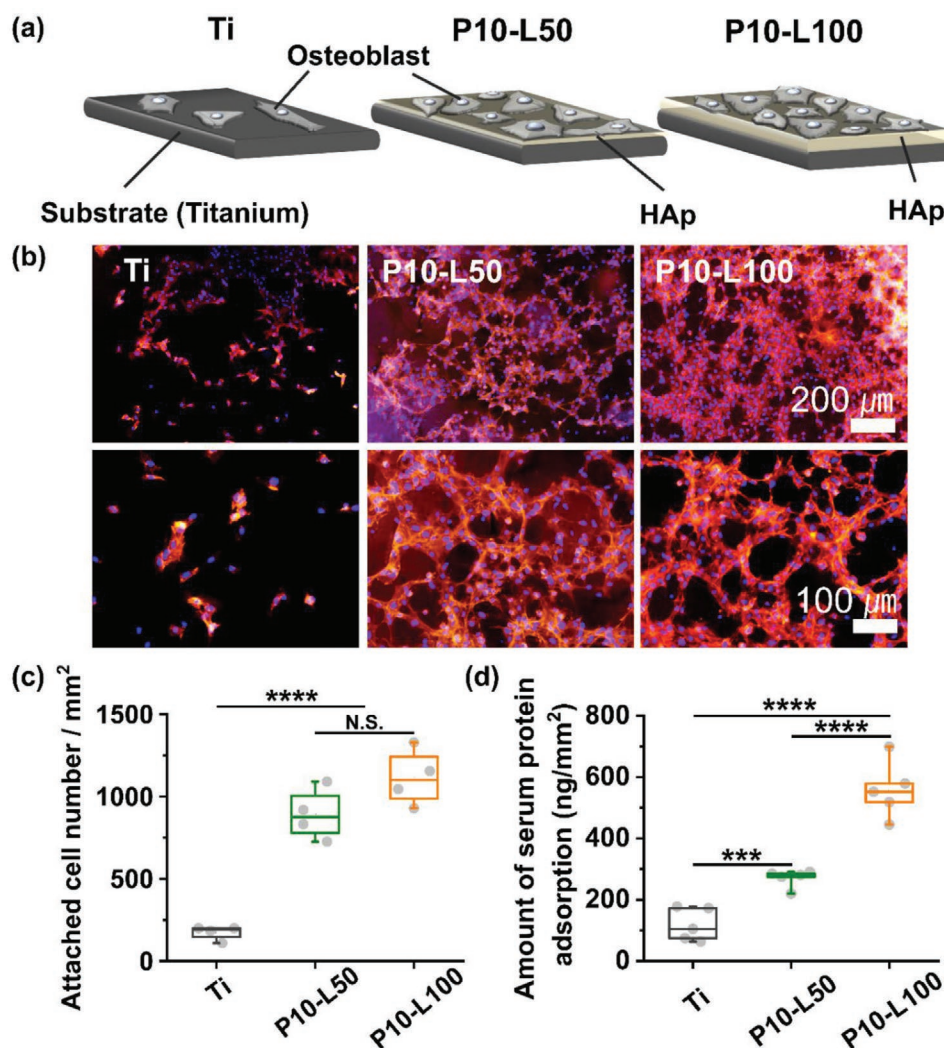 (a)
Ti
P10-L50
P10-L100
Osteoblast
Substrate (Titanium)
HAp
HAp
(b)
Ti
P10-L50
P10-L100
200 ㎛
100 ㎛
(c)
Attached cell number / mm²
1500
1000
500
0
****
N.S.
Ti
P10-L50
P10-L100
(d)
Amount of serum protein
adsorption (ng/mm²)
800
600
400
200
0
****
****
***
Ti
P10-L50
P10-L100